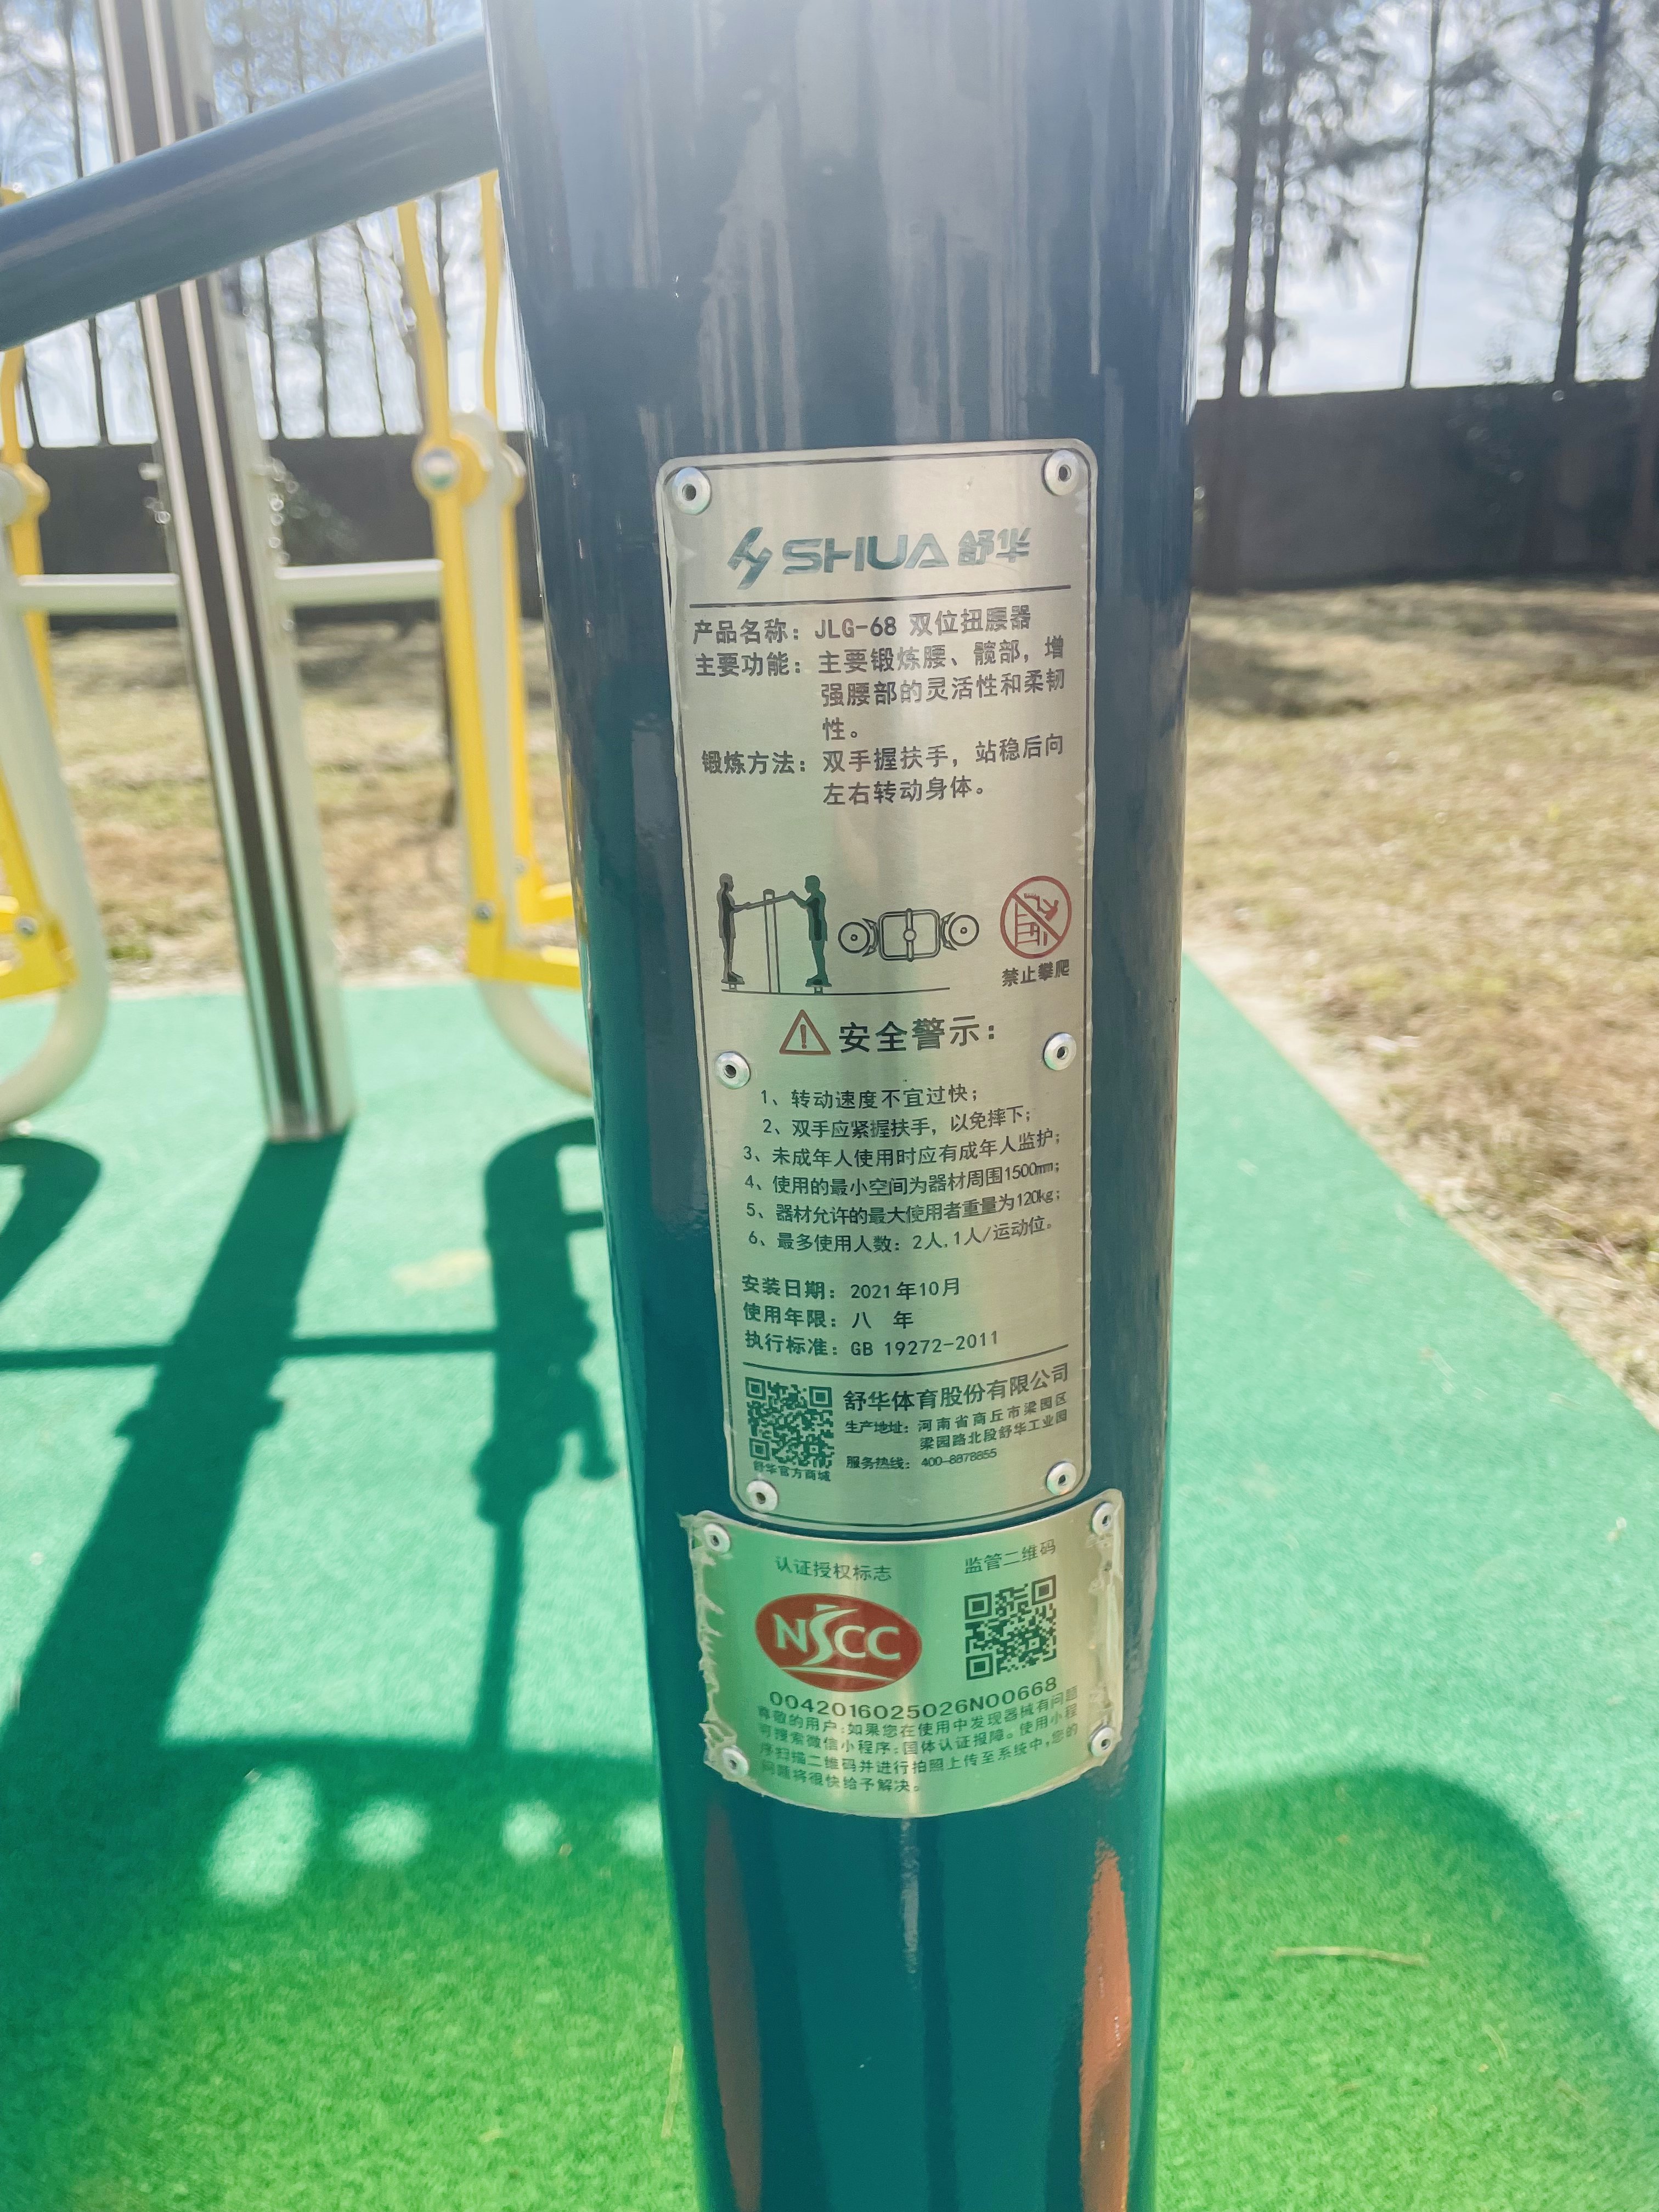 SHUA 舒华
产品名称：JLG-68 双位扭腰器
主要功能：主要锻炼腰、髋部，增
强腰部的灵活性和柔韧
性。
锻炼方法：双手握扶手，站稳后向
左右转动身体。
禁止攀爬
安全警示：
1、转动速度不宜过快；
2、双手应紧握扶手，以免摔下；
3、未成年人使用时应有成年人监护；
4、使用的最小空间为器材周围1500mm；
5、器材允许的最大使用者重量为120kg；
6、最多使用人数：2人,1人/运动位。
安装日期：2021年10月
使用年限：八 年
执行标准：GB 19272-2011
舒华体育股份有限公司
生产地址：河南省商丘市梁园区
梁园路北段舒华工业园
服务热线：400-8878855
舒华官方商城
认证授权标志
监管二维码
NSCC
0042016025026N00668
尊敬的用户:如果您在使用中发现器械有问题
可搜索微信小程序:国体认证报障。使用小程
序扫描二维码并进行拍照上传至系统中,您的
问题将很快给予解决。